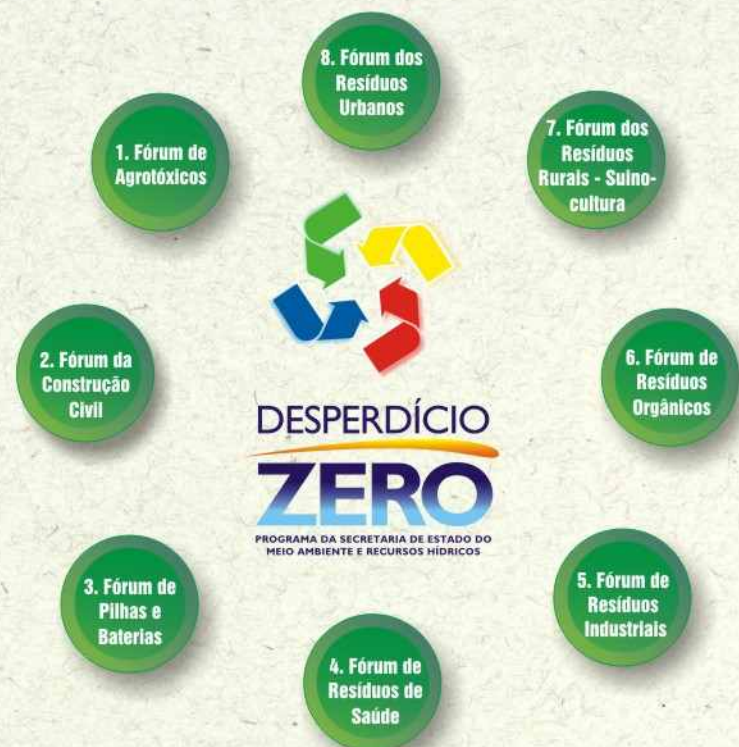 8. Fórum dos
Resíduos
Urbanos
1. Fórum de
Agrotóxicos
7. Fórum dos
Resíduos
Rurais - Suino-
cultura
2. Fórum da
Construção
Civil
6. Fórum de
Resíduos
Orgânicos
DESPERDÍCIO
ZERO
PROGRAMA DA SECRETARIA DE ESTADO DO
MEIO AMBIENTE E RECURSOS HÍDRICOS
3. Fórum de
Pilhas e
Baterias
5. Fórum de
Resíduos
Industriais
4. Fórum de
Resíduos de
Saúde